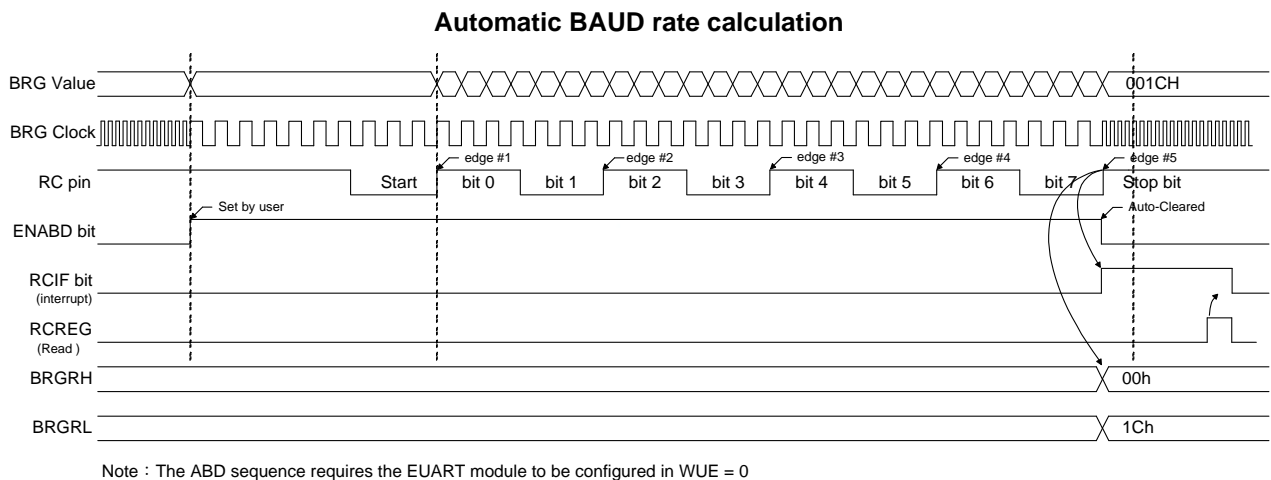 Automatic BAUD rate calculation
BRG Value
001CH
BRG Clock
edge #1
edge #2
edge #3
edge #4
edge #5
RC pin
Start
bit 0
bit 1
bit 2
bit 3
bit 4
bit 5
bit 6
bit 7
Stop bit
Set by user
Auto-Cleared
ENABD bit
RCIF bit
(interrupt)
RCREG
(Read )
BRGRH
00h
BRGRL
1Ch
Note：The ABD sequence requires the EUART module to be configured in WUE = 0